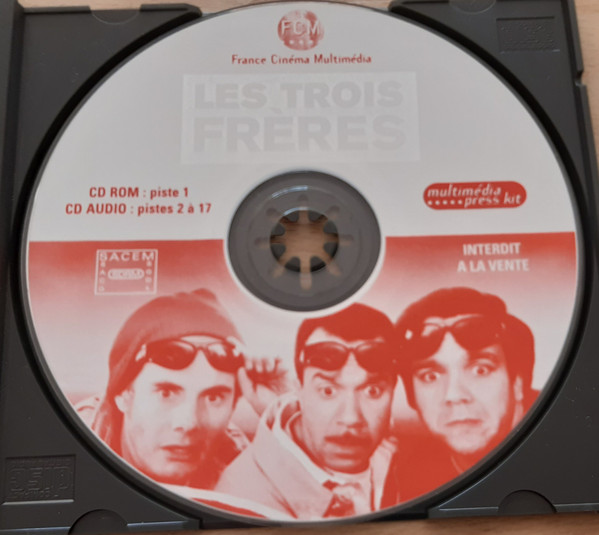 FCM
France Cinéma Multimédia
LES TROIS
FRÈRES
CD ROM : piste 1
CD AUDIO : pistes 2 à 17
multimédia
press kit
INTERDIT
A LA VENTE
SACEM